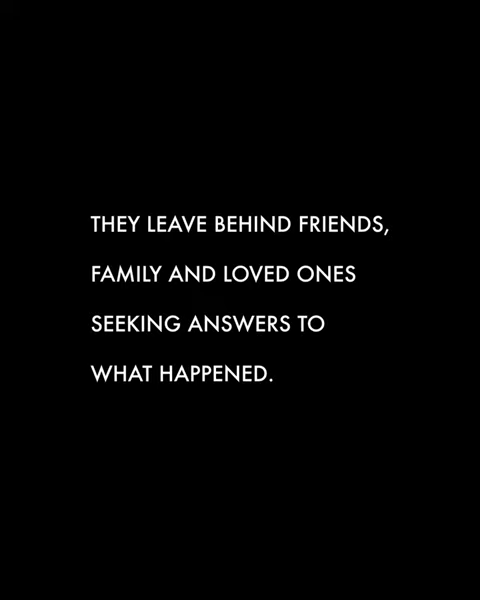 THEY LEAVE BEHIND FRIENDS,
FAMILY AND LOVED ONES
SEEKING ANSWERS TO
WHAT HAPPENED.